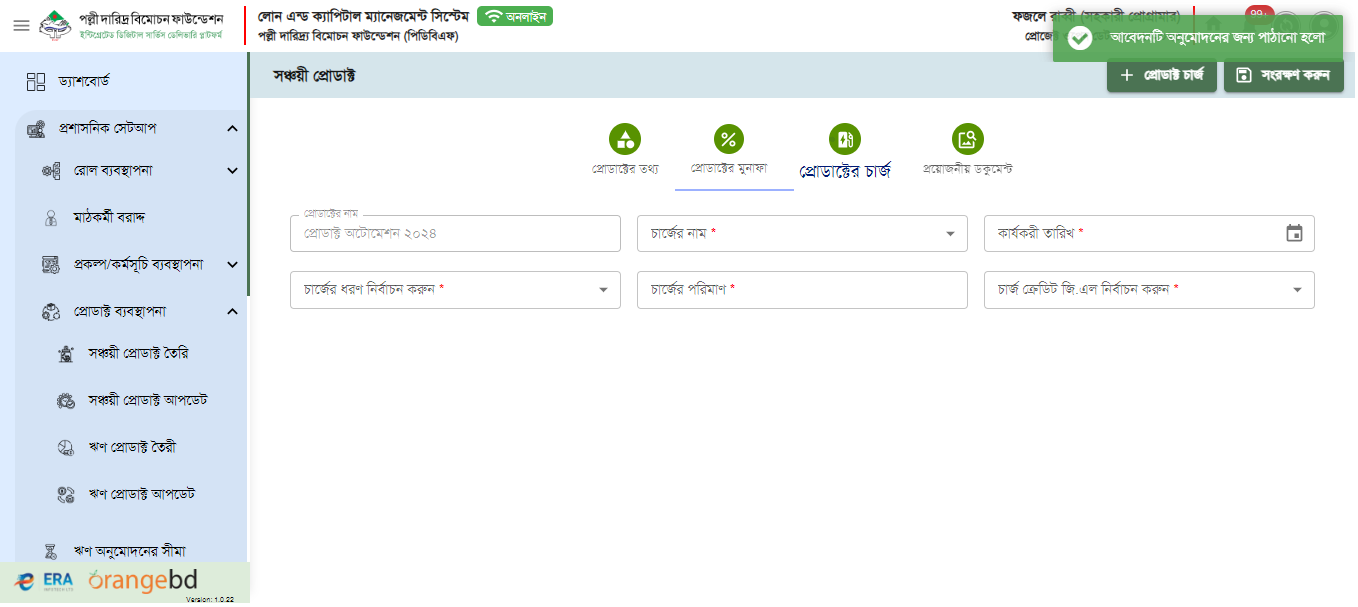 পল্লী দারিদ্র বিমোচন ফাউন্ডেশন
ইন্টিগ্রেটেড ডিজিটাল সার্ভিস ডেলিভারি প্লাটফর্ম
লোন এন্ড ক্যাপিটাল ম্যানেজমেন্ট সিস্টেম
অনলাইন
পল্লী দারিদ্র্য বিমোচন ফাউন্ডেশন (পিডিবিএফ)
ফজলে রাব্বী (সহকারী প্রোগ্রামার)
প্রোজেক্ট
99+
আবেদনটি অনুমোদনের জন্য পাঠানো হলো
ড্যাশবোর্ড
প্রশাসনিক সেটআপ
রোল ব্যবস্থাপনা
মাঠকর্মী বরাদ্দ
প্রকল্প/কর্মসূচি ব্যবস্থাপনা
প্রোডাক্ট ব্যবস্থাপনা
সঞ্চয়ী প্রোডাক্ট তৈরি
সঞ্চয়ী প্রোডাক্ট আপডেট
ঋণ প্রোডাক্ট তৈরী
ঋণ প্রোডাক্ট আপডেট
ঋণ অনুমোদনের সীমা
ERA
orangebd
Version: 1.0.22
সঞ্চয়ী প্রোডাক্ট
+ প্রোডাক্ট চার্জ
সংরক্ষণ করুন
প্রোডাক্টের তথ্য
প্রোডাক্টের মুনাফা
প্রোডাক্টের চার্জ
প্রয়োজনীয় ডকুমেন্ট
প্রোডাক্টের নাম
প্রোডাক্ট অটোমেশন ২০২৪
চার্জের নাম *
কার্যকরী তারিখ *
চার্জের ধরণ নির্বাচন করুন *
চার্জের পরিমাণ *
চার্জ ক্রেডিট জি.এল নির্বাচন করুন *